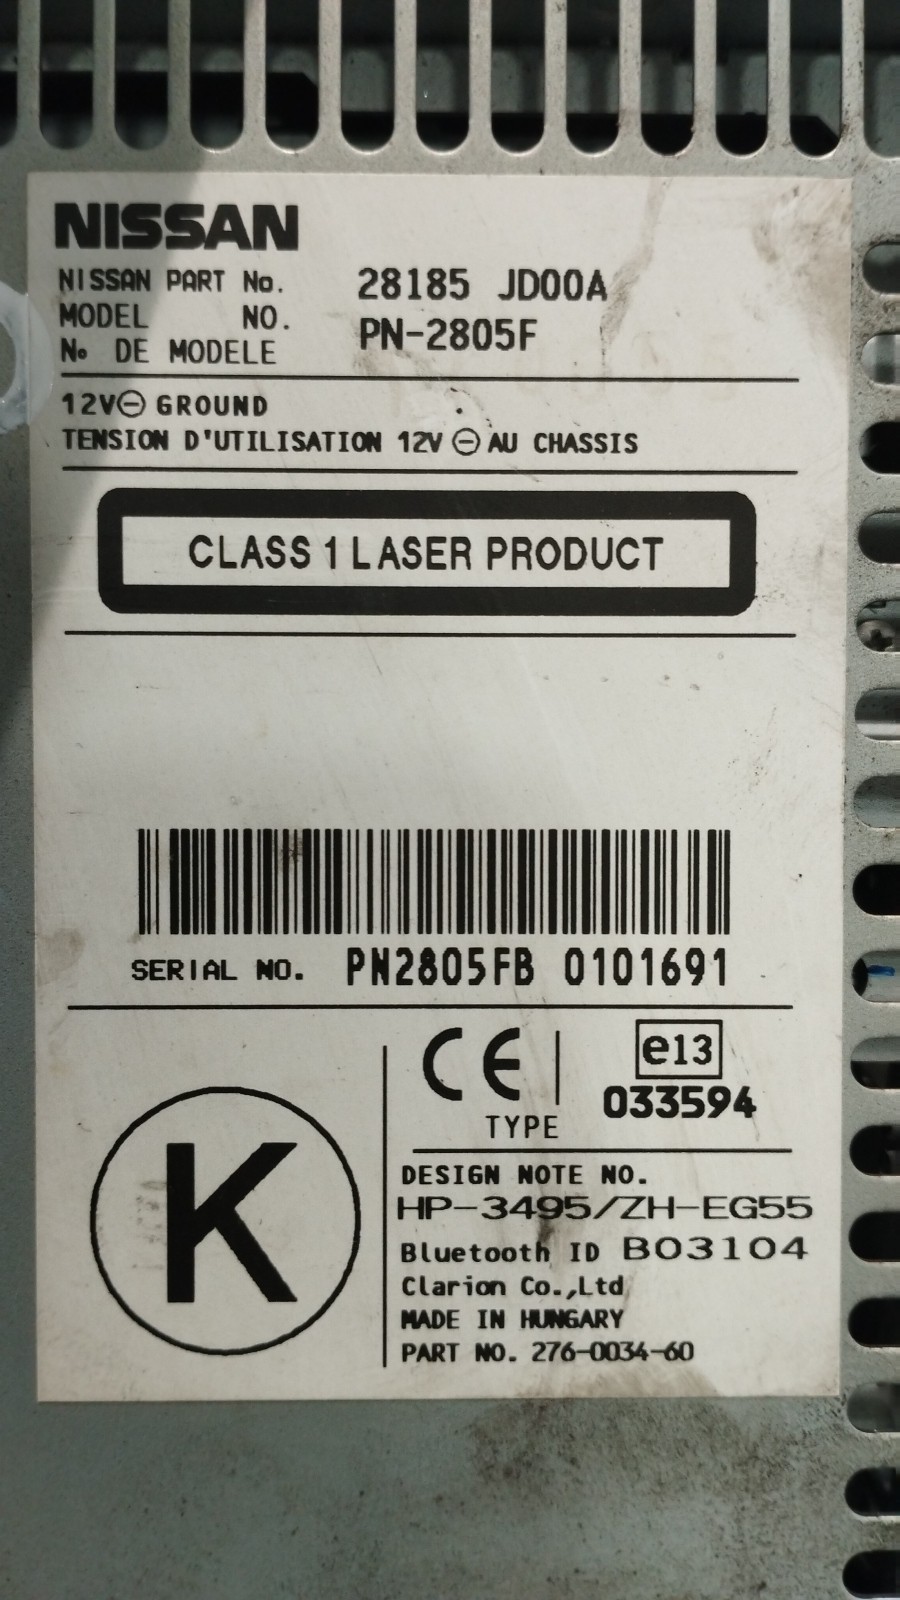 NISSAN
NISSAN PART No. 28185 JD00A
MODEL NO. PN-2805F
No DE MODELE
12V⊖ GROUND
TENSION D'UTILISATION 12V ⊖ AU CHASSIS
CLASS 1 LASER PRODUCT
SERIAL NO. PN2805FB 0101691
K
CE
e13
TYPE
033594
DESIGN NOTE NO.
HP-3495/ZH-EG55
Bluetooth ID B03104
Clarion Co.,Ltd
MADE IN HUNGARY
PART NO. 276-0034-60